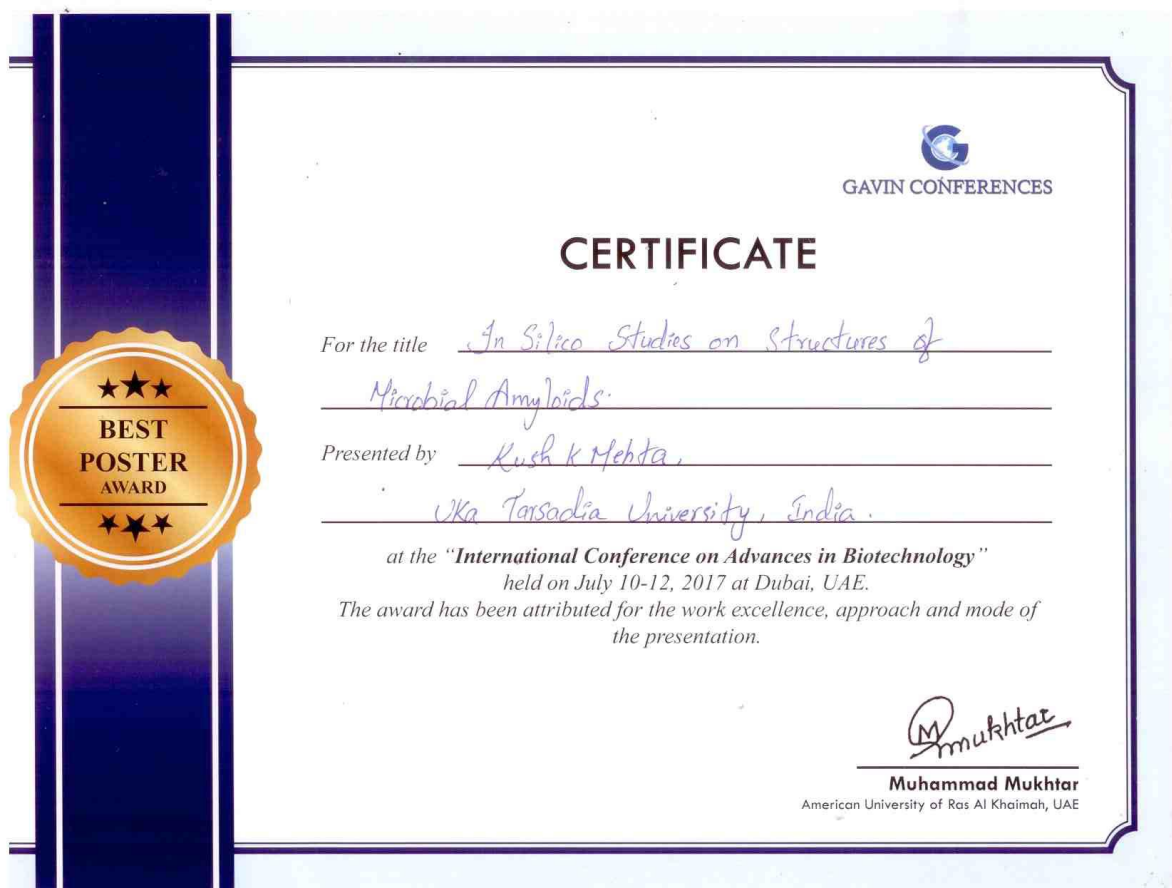 GAVIN CONFERENCES
CERTIFICATE
For the title In Silico Studies on Structures of
Microbial Amyloids.
Presented by Kush K Mehta,
Uka Tarsadia University, India.
at the "International Conference on Advances in Biotechnology"
held on July 10-12, 2017 at Dubai, UAE.
The award has been attributed for the work excellence, approach and mode of
the presentation.
BEST
POSTER
AWARD
Mmukhtar
Muhammad Mukhtar
American University of Ras Al Khaimah, UAE